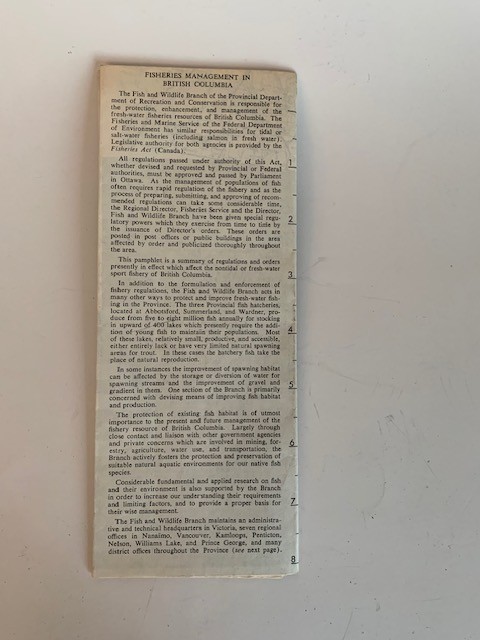 FISHERIES MANAGEMENT IN
BRITISH COLUMBIA
The Fish and Wildlife Branch of the Provincial Depart-
ment of Recreation and Conservation is responsible for
the protection, enhancement, and management of the
fresh-water fisheries resources of British Columbia. The
Fisheries and Marine Service of the Federal Department
of Environment has similar responsibilities for tidal or
salt-water fisheries (including salmon in fresh water).
Legislative authority for both agencies is provided by the
Fisheries Act (Canada).
All regulations passed under authority of this Act,
whether devised and requested by Provincial or Federal
authorities, must be approved and passed by Parliament
in Ottawa. As the management of populations of fish
often requires rapid regulation of the fishery and as the
process of preparing, submitting, and approving of recom-
mended regulations can take some considerable time,
the Regional Director, Fisheries Service and the Director,
Fish and Wildlife Branch have been given special regu-
latory powers which they exercise from time to time by
the issuance of Director's orders. These orders are
posted in post offices or public buildings in the area
affected by order and publicized thoroughly throughout
the area.
This pamphlet is a summary of regulations and orders
presently in effect which affect the nontidal or fresh-water
sport fishery of British Columbia.
In addition to the formulation and enforcement of
fishery regulations, the Fish and Wildlife Branch acts in
many other ways to protect and improve fresh-water fish-
ing in the Province. The three Provincial fish hatcheries,
located at Abbotsford, Summerland, and Wardner, pro-
duce from five to eight million fish annually for stocking
in upward of 400 lakes which presently require the addi-
tion of young fish to maintain their populations. Most
of these lakes, relatively small, productive, and accessible,
either entirely lack or have very limited natural spawning
areas for trout. In these cases the hatchery fish take the
place of natural reproduction.
In some instances the improvement of spawning habitat
can be affected by the storage or diversion of water for
spawning streams and the improvement of gravel and
gradient in them. One section of the Branch is primarily
concerned with devising means of improving fish habitat
and production.
The protection of existing fish habitat is of utmost
importance to the present and future management of the
fishery resource of British Columbia. Largely through
close contact and liaison with other government agencies
and private concerns which are involved in mining, for-
estry, agriculture, water use, and transportation, the
Branch actively fosters the protection and preservation of
suitable natural aquatic environments for our native fish
species.
Considerable fundamental and applied research on fish
and their environment is also supported by the Branch
in order to increase our understanding their requirements
and limiting factors, and to provide a proper basis for
their wise management.
The Fish and Wildlife Branch maintains an administra-
tive and technical headquarters in Victoria, seven regional
offices in Nanaimo, Vancouver, Kamloops, Penticton,
Nelson, Williams Lake, and Prince George, and many
district offices throughout the Province (see next page).
1
2
3
4
5
6
7
8